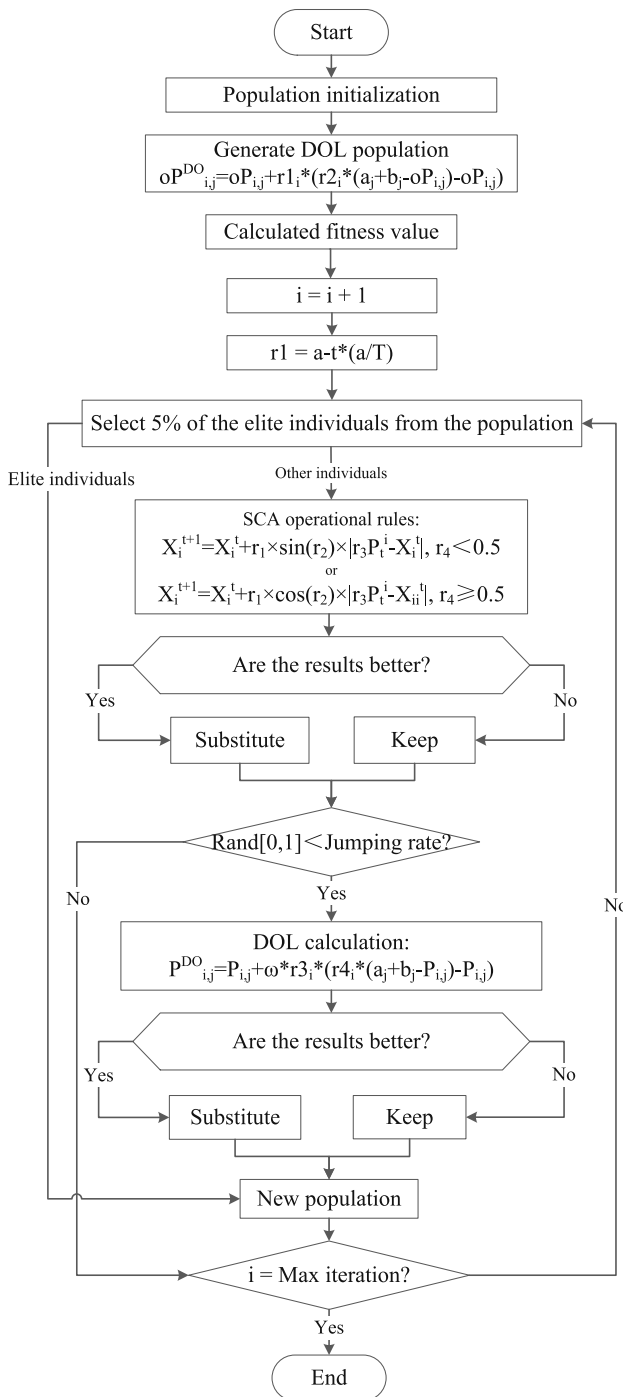 Start
Population initialization
Generate DOL population
oP^DO_i,j=oP_i,j+r1_i*(r2_i*(a_j+b_j-oP_i,j)-oP_i,j)
Calculated fitness value
i = i + 1
r1 = a-t*(a/T)
Select 5% of the elite individuals from the population
Elite individuals
Other individuals
SCA operational rules:
X_i^t+1=X_i^t+r_1×sin(r_2)×|r_3P_t^i-X_i^t|, r_4<0.5
or
X_i^t+1=X_i^t+r_1×cos(r_2)×|r_3P_t^i-X_ii^t|, r_4≥0.5
Are the results better?
Yes
No
Substitute
Keep
Rand[0,1]<Jumping rate?
No
Yes
No
DOL calculation:
P^DO_i,j=P_i,j+ω*r3_i*(r4_i*(a_j+b_j-P_i,j)-P_i,j)
Are the results better?
Yes
No
Substitute
Keep
New population
i = Max iteration?
Yes
End